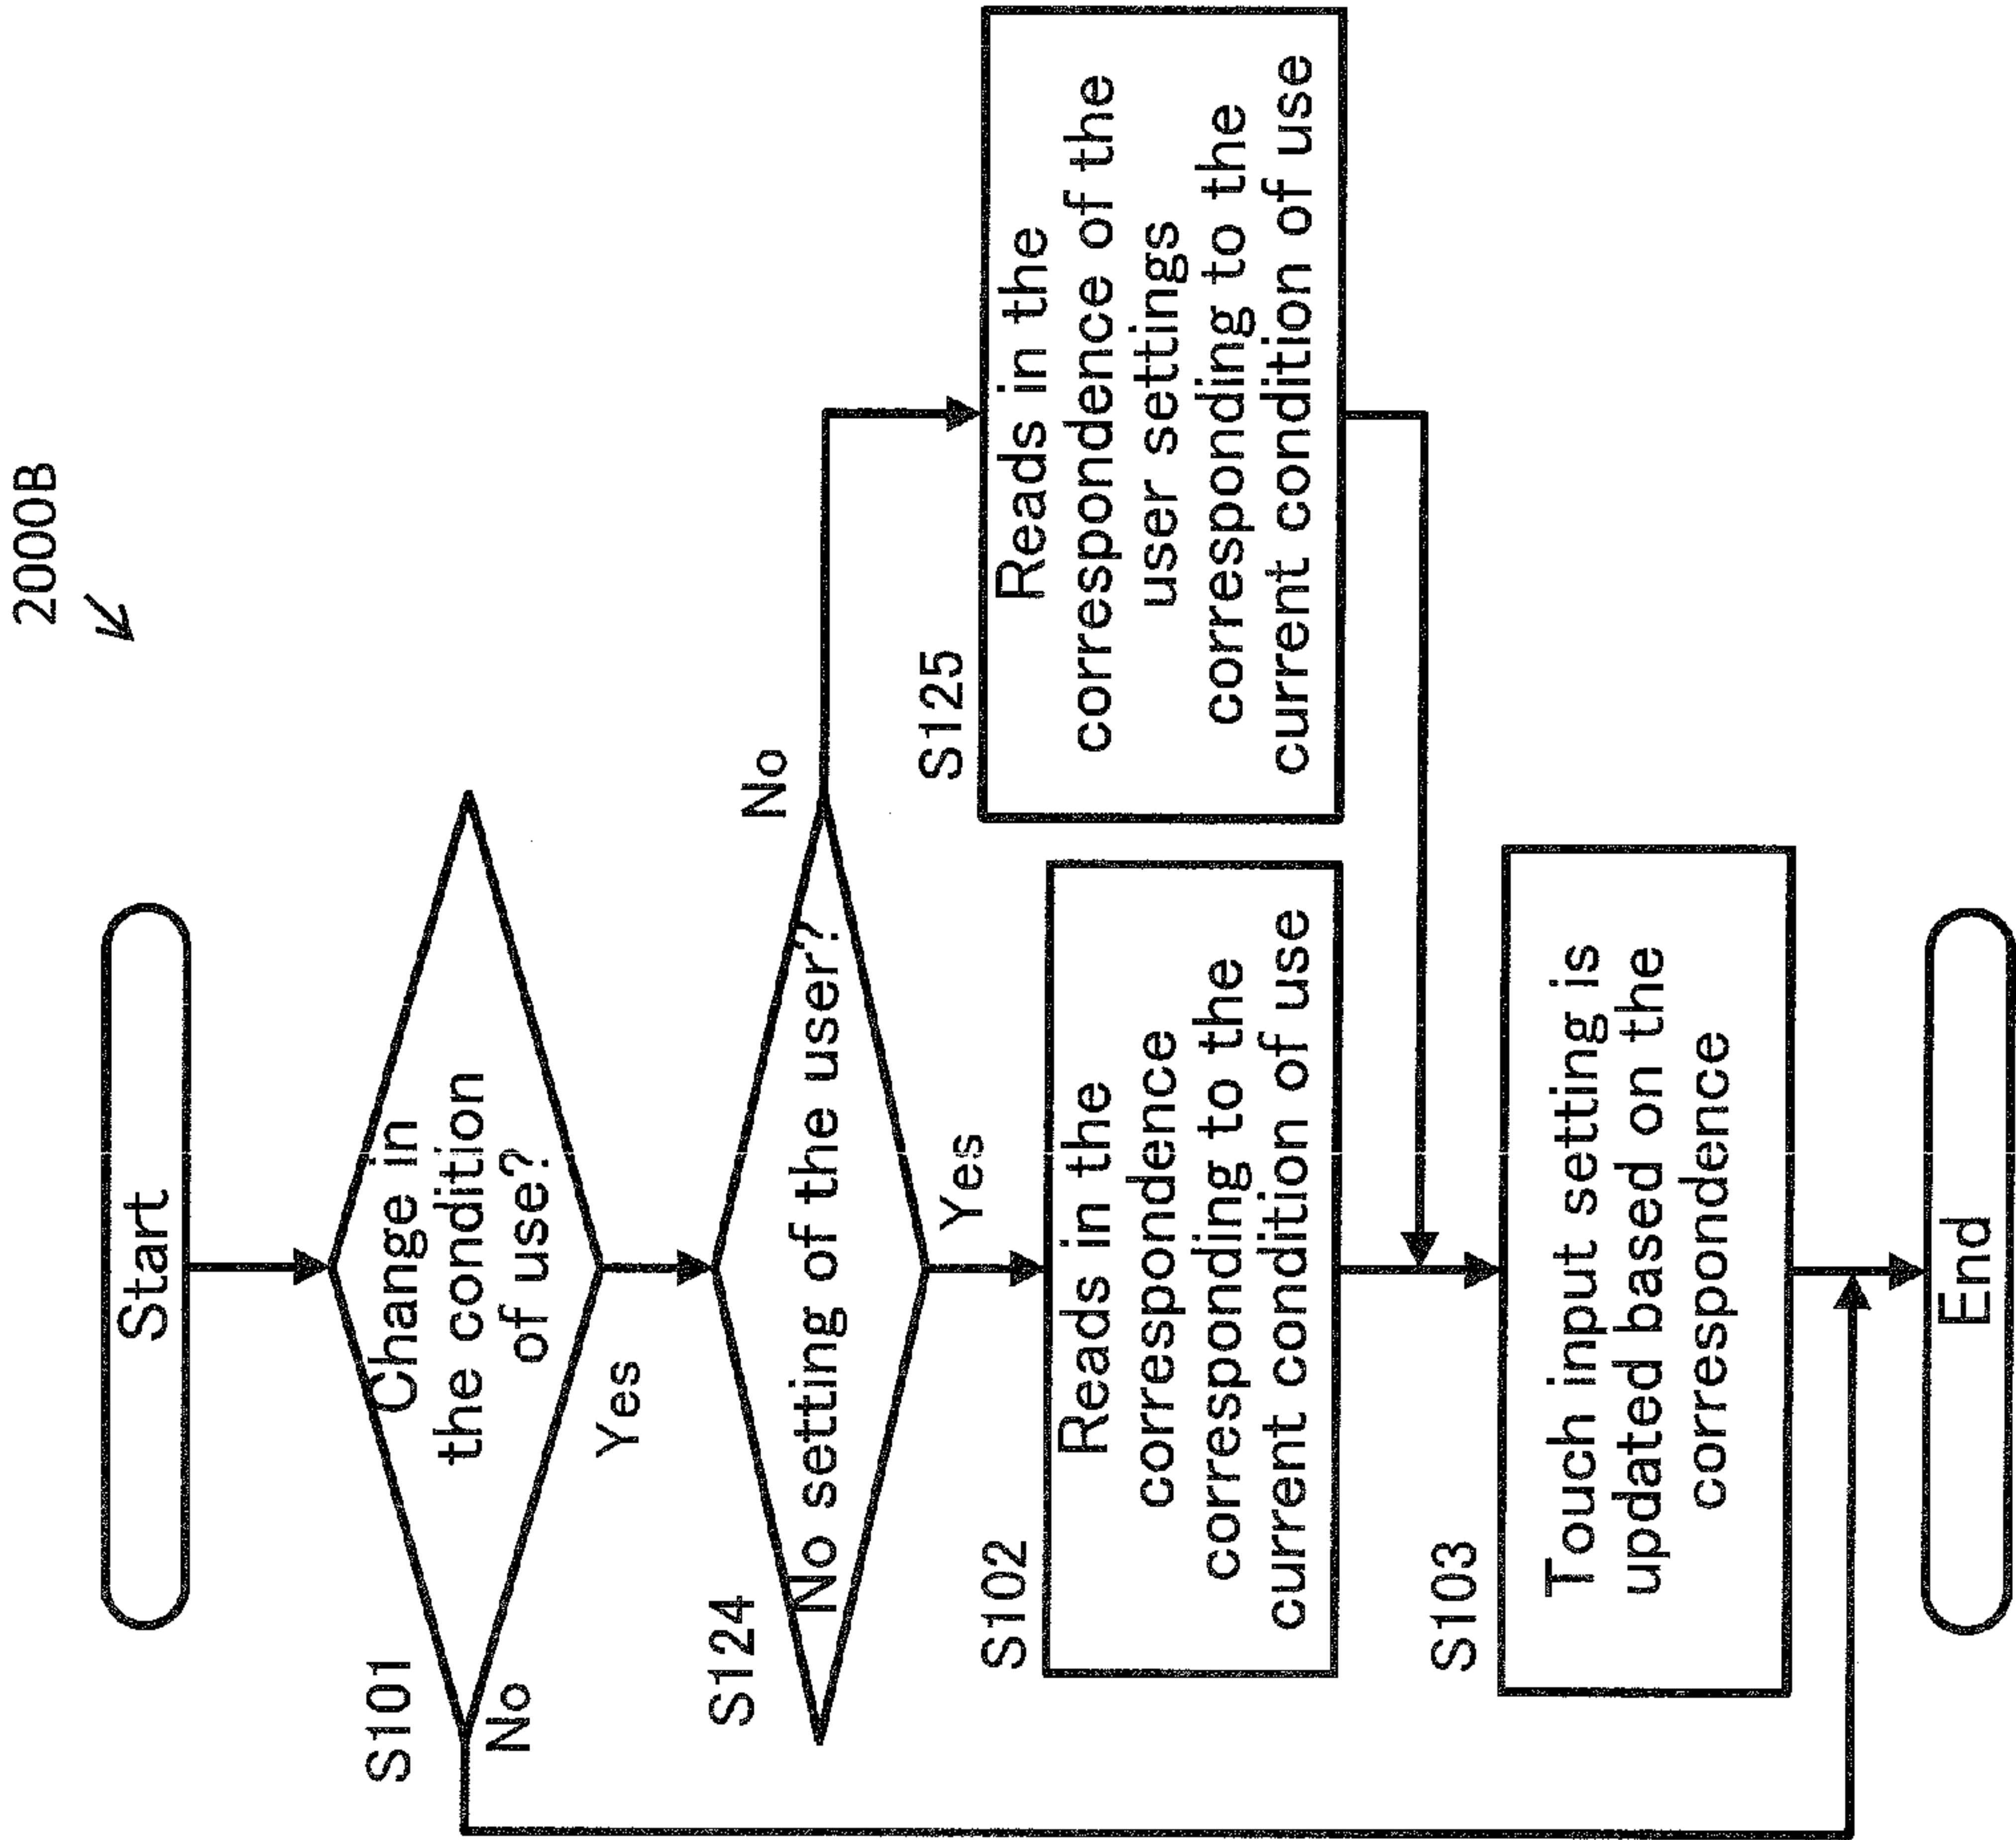 2000B
Start
S101
Change in
the condition
of use?
No
Yes
S124
No setting of the user?
No
Yes
S102
Reads in the
correspondence
corresponding to the
current condition of use
S125
Reads in the
correspondence of the
user settings
corresponding to the
current condition of use
S103
Touch input setting is
updated based on the
correspondence
End